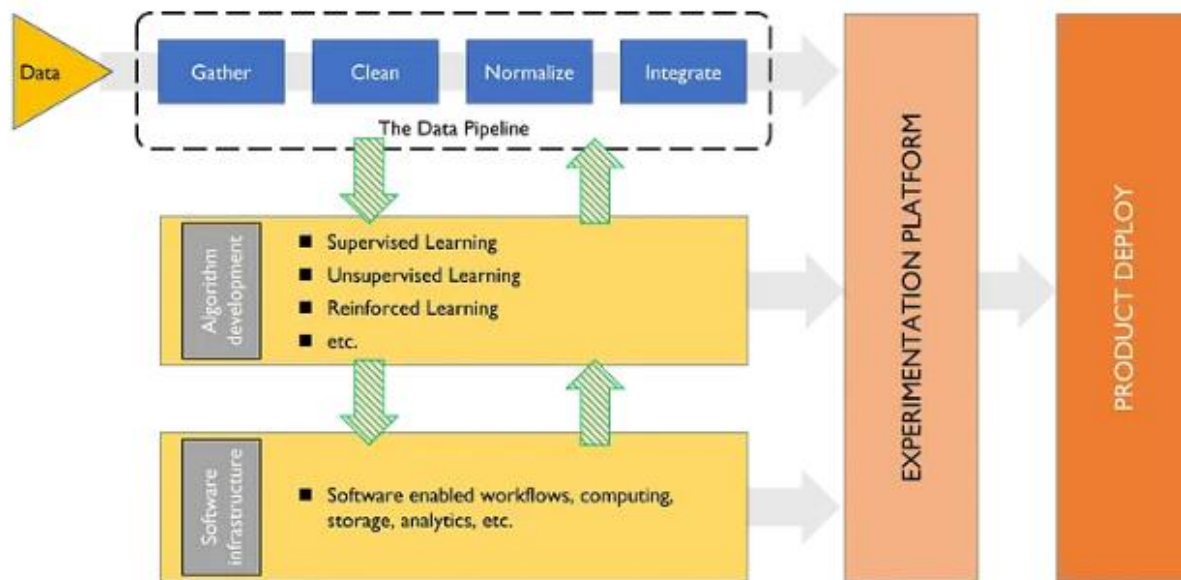 Data
Gather
Clean
Normalize
Integrate
The Data Pipeline
Algorithm
development
■ Supervised Learning
■ Unsupervised Learning
■ Reinforced Learning
■ etc.
Software
infrastructure
■ Software enabled workflows, computing,
storage, analytics, etc.
EXPERIMENTATION PLATFORM
PRODUCT DEPLOY